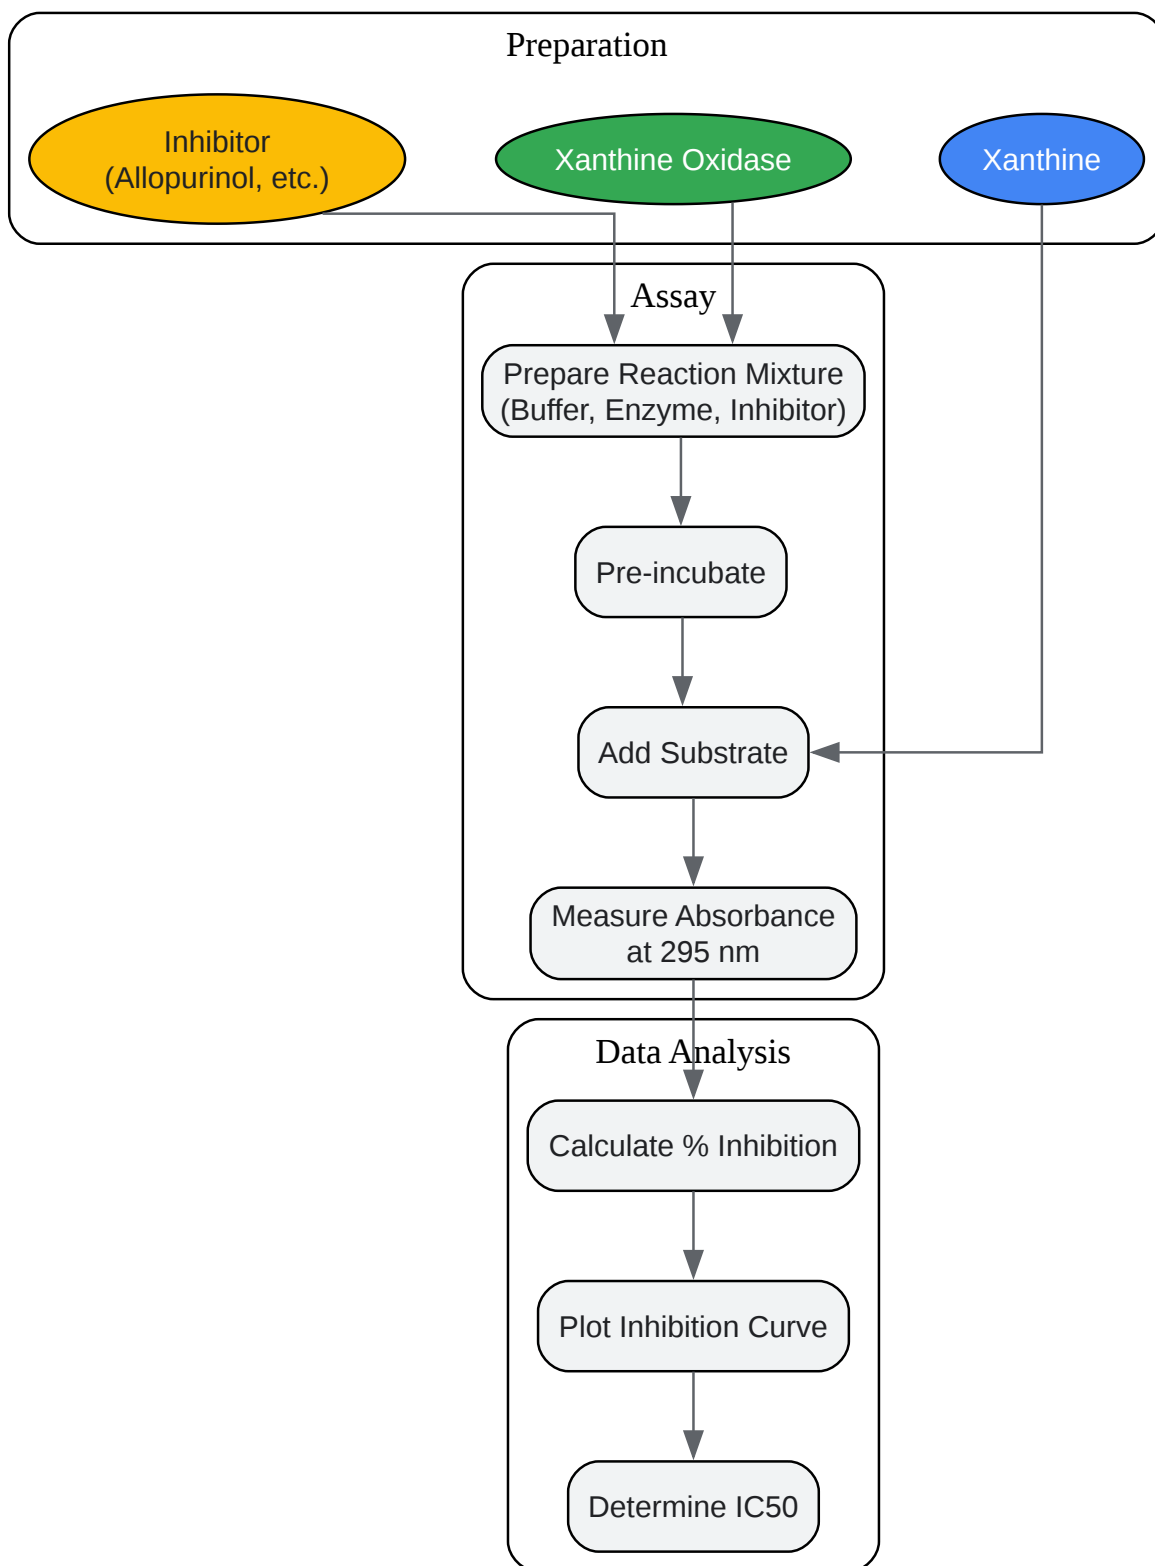 Preparation
Inhibitor
(Allopurinol, etc.)
Xanthine Oxidase
Xanthine
Assay
Prepare Reaction Mixture
(Buffer, Enzyme, Inhibitor)
Pre-incubate
Add Substrate
Measure Absorbance
at 295 nm
Data Analysis
Calculate % Inhibition
Plot Inhibition Curve
Determine IC50